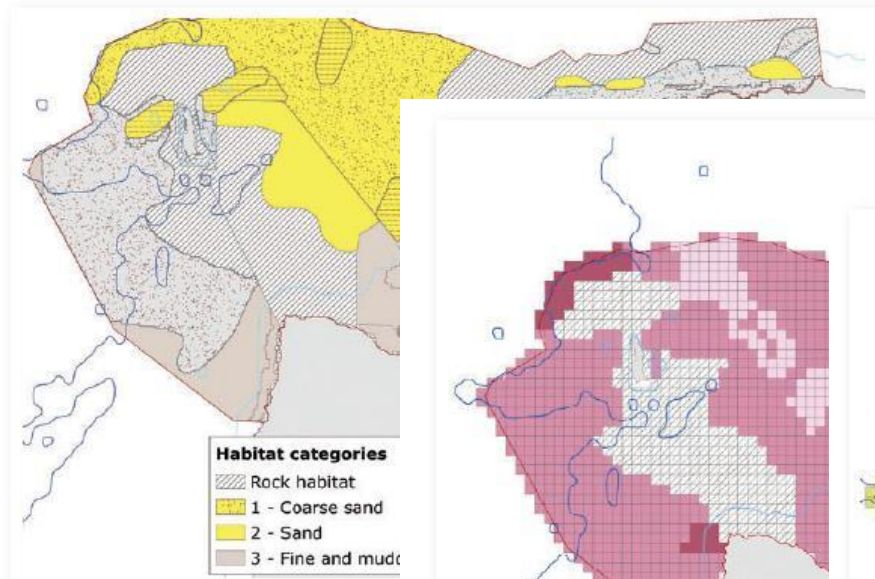 Habitat categories
Rock habitat
1 - Coarse sand
2 - Sand
3 - Fine and mudd